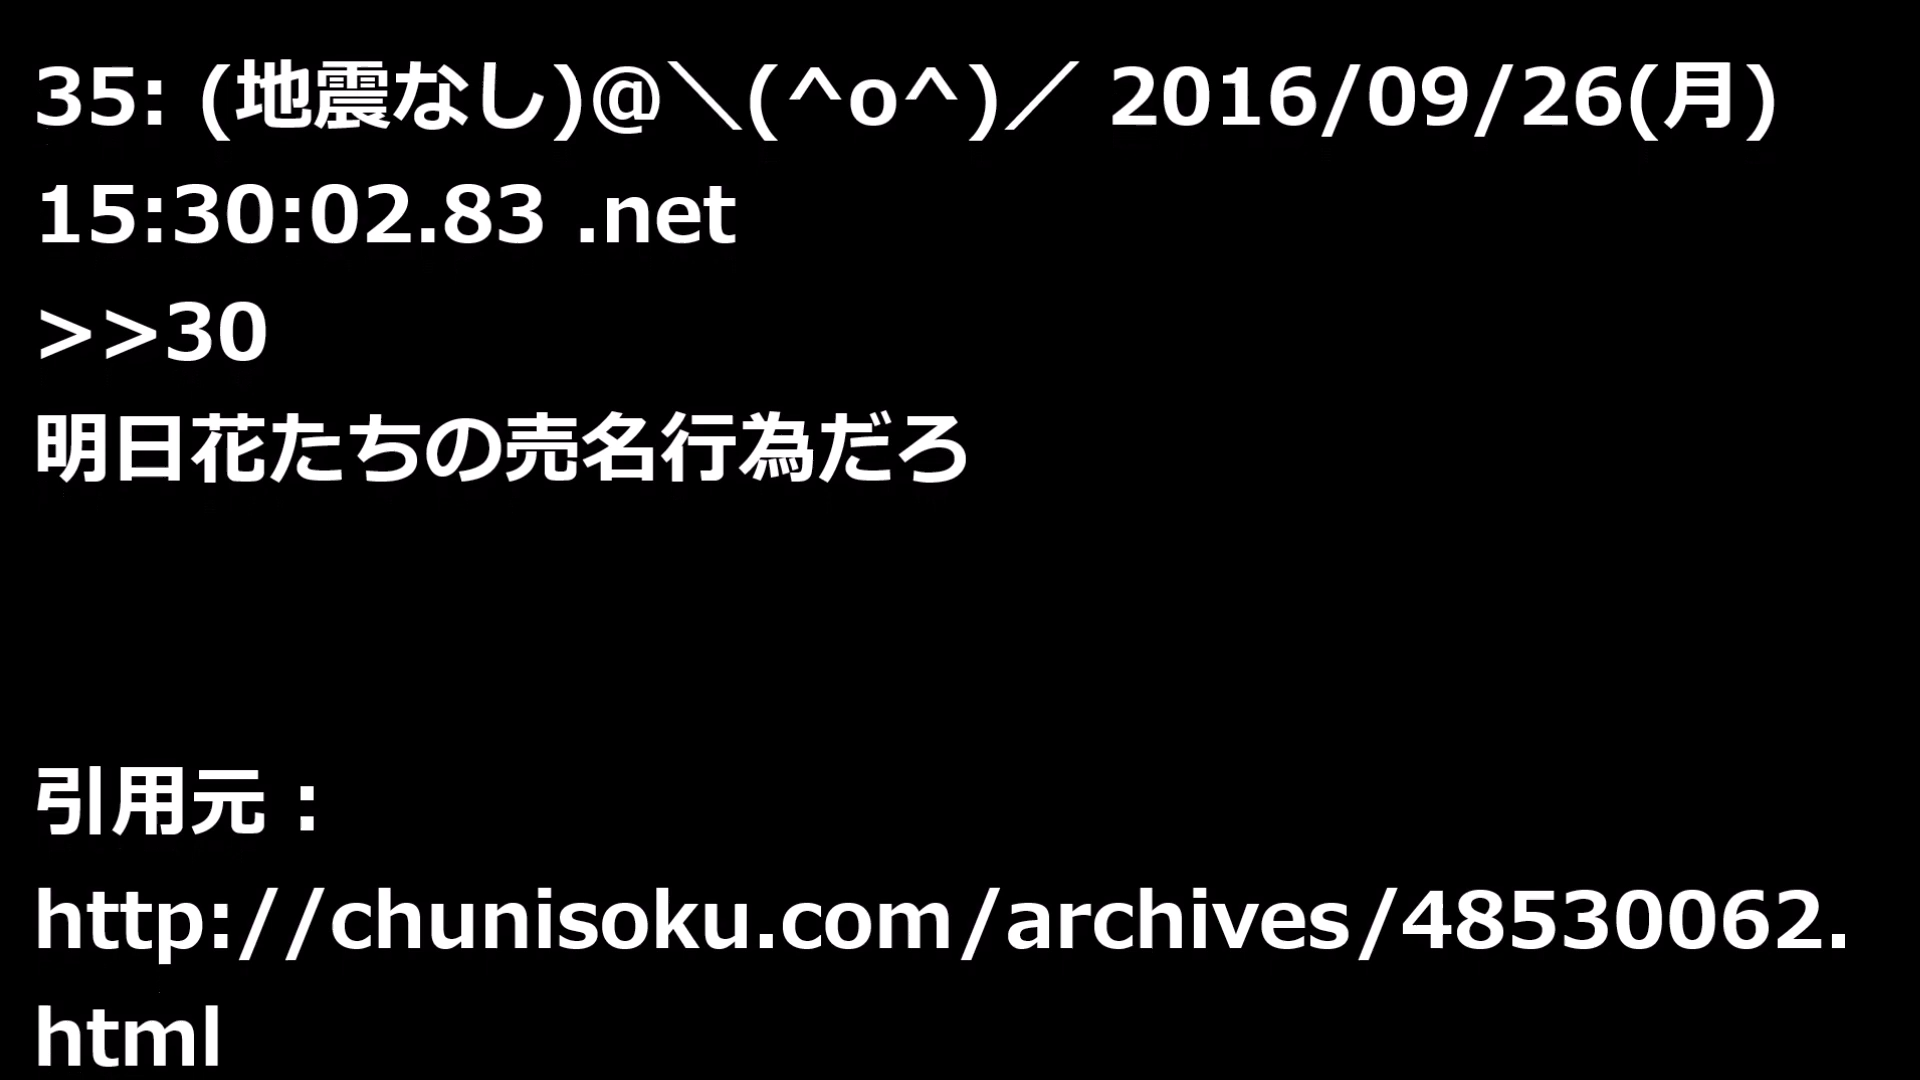 35: (地震なし)@＼(^o^)／ 2016/09/26(月)
15:30:02.83 .net
>>30
明日花たちの売名行為だろ
引用元：
http://chunisoku.com/archives/48530062.
html